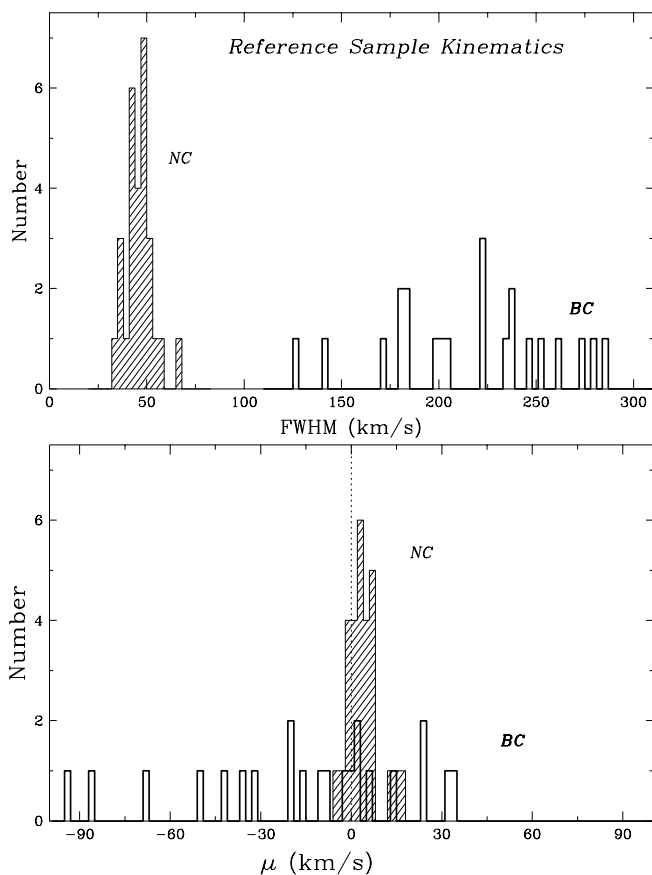 Reference Sample Kinematics
NC
BC
Number
0
2
4
6
0 50 100 150 200 250 300
FWHM (km/s)
NC
BC
Number
0
2
4
6
−90 −60 −30 0 30 60 90
μ (km/s)